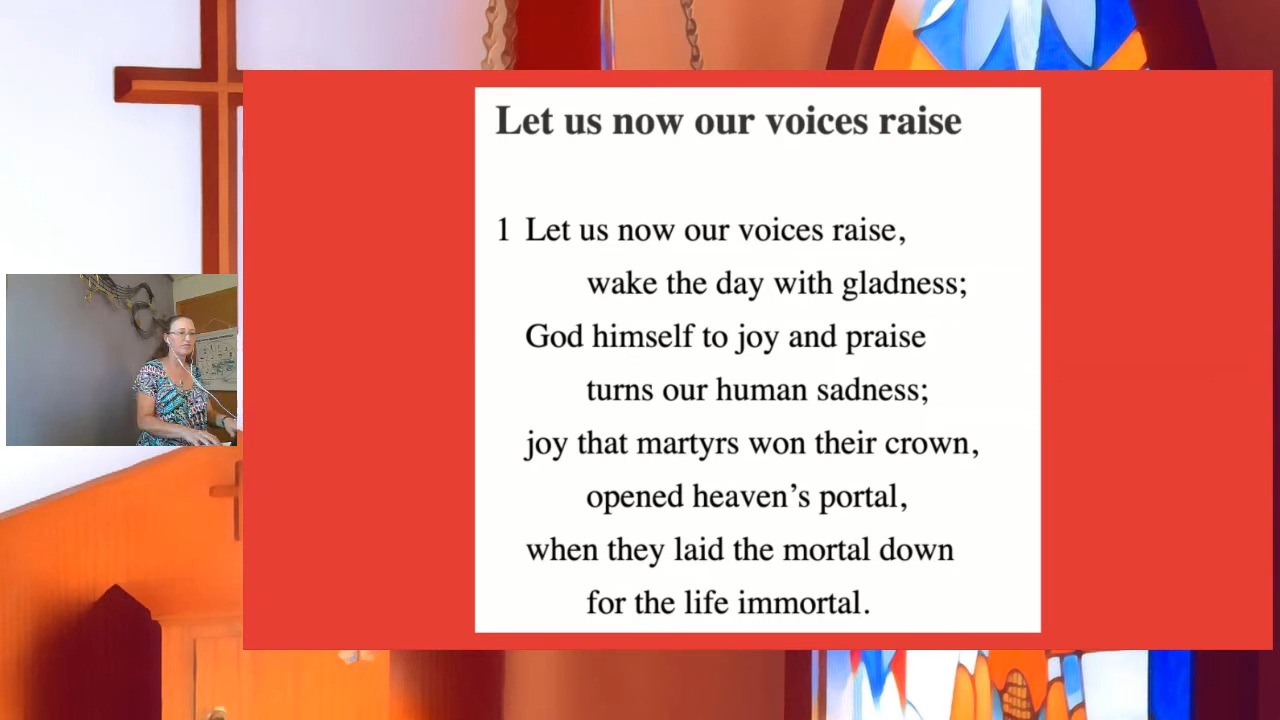 Let us now our voices raise
1 Let us now our voices raise,
wake the day with gladness;
God himself to joy and praise
turns our human sadness;
joy that martyrs won their crown,
opened heaven’s portal,
when they laid the mortal down
for the life immortal.